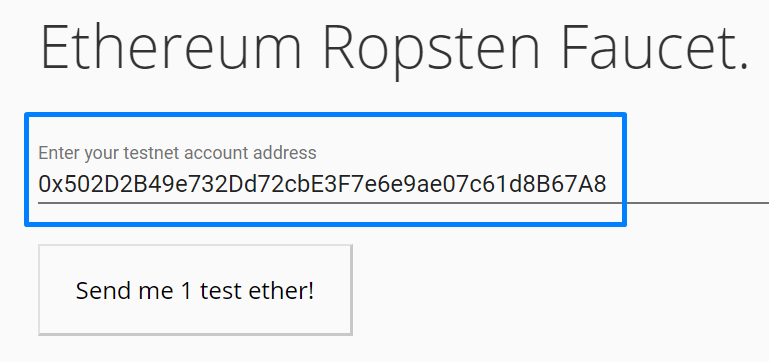 Ethereum Ropsten Faucet.
Enter your testnet account address
0x502D2B49e732Dd72cbE3F7e6e9ae07c61d8B67A8
Send me 1 test ether!